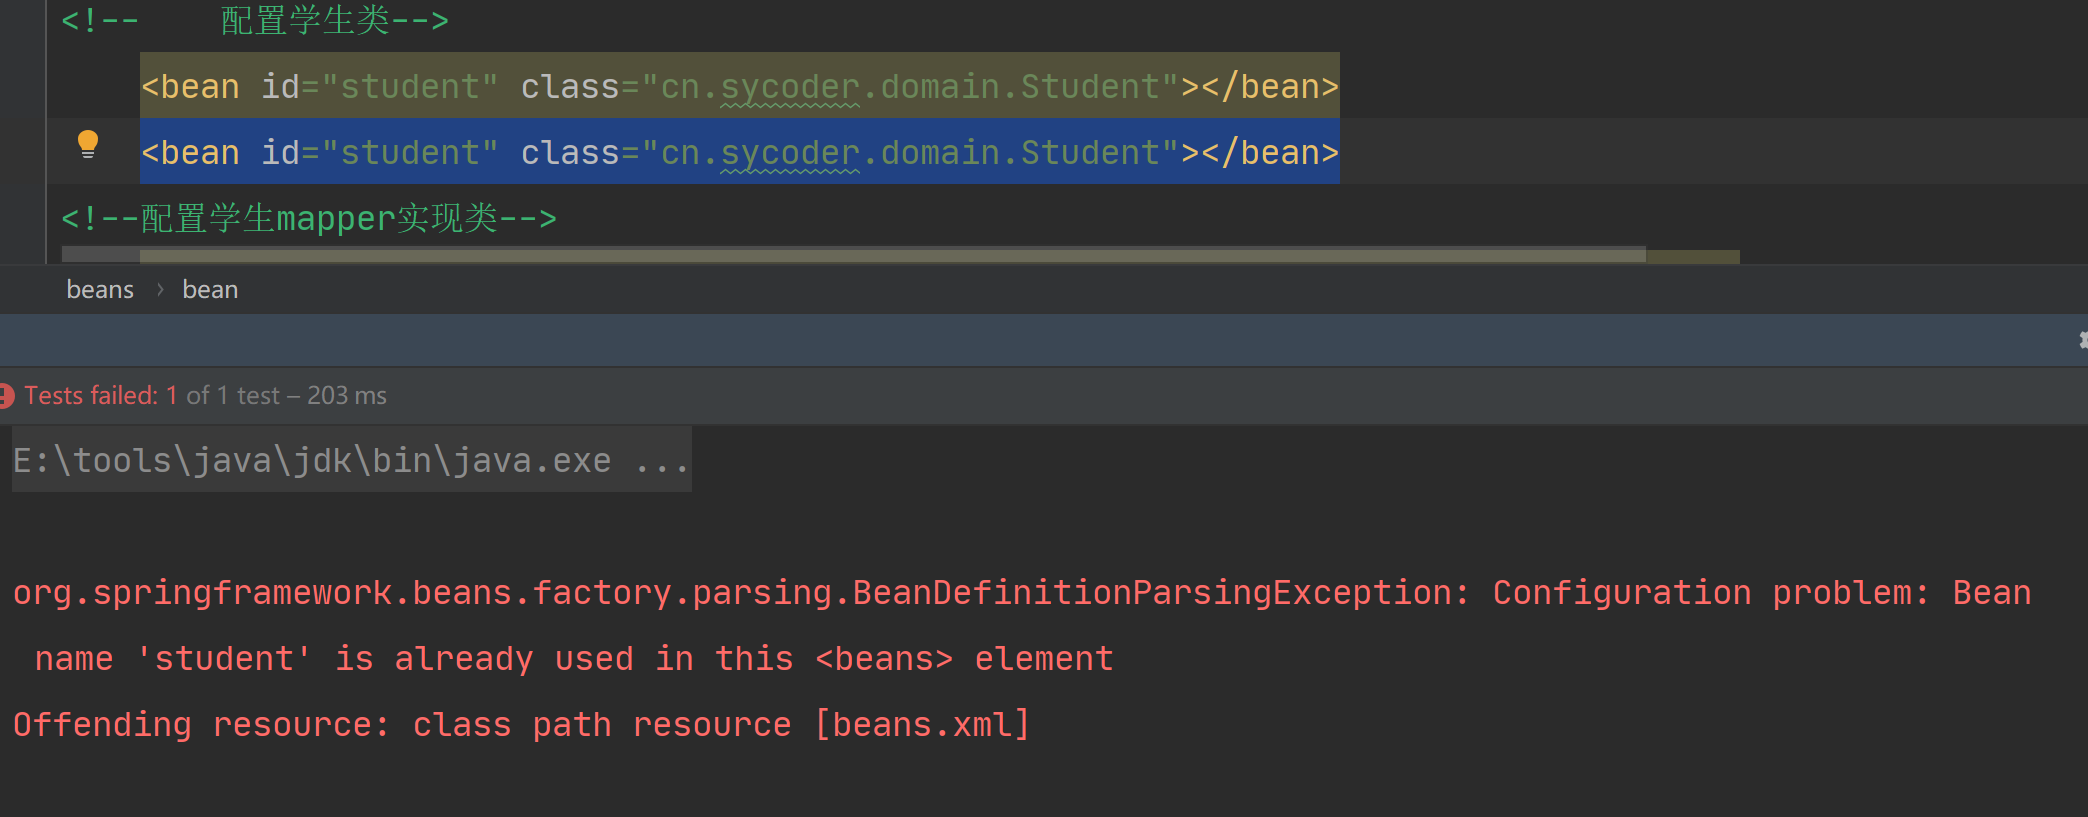 <!--    配置学生类-->
<bean id="student" class="cn.sycoder.domain.Student"></bean>
<bean id="student" class="cn.sycoder.domain.Student"></bean>
<!--配置学生mapper实现类-->
beans › bean
Tests failed: 1 of 1 test – 203 ms
E:\tools\java\jdk\bin\java.exe ...
org.springframework.beans.factory.parsing.BeanDefinitionParsingException: Configuration problem: Bean
name 'student' is already used in this <beans> element
Offending resource: class path resource [beans.xml]